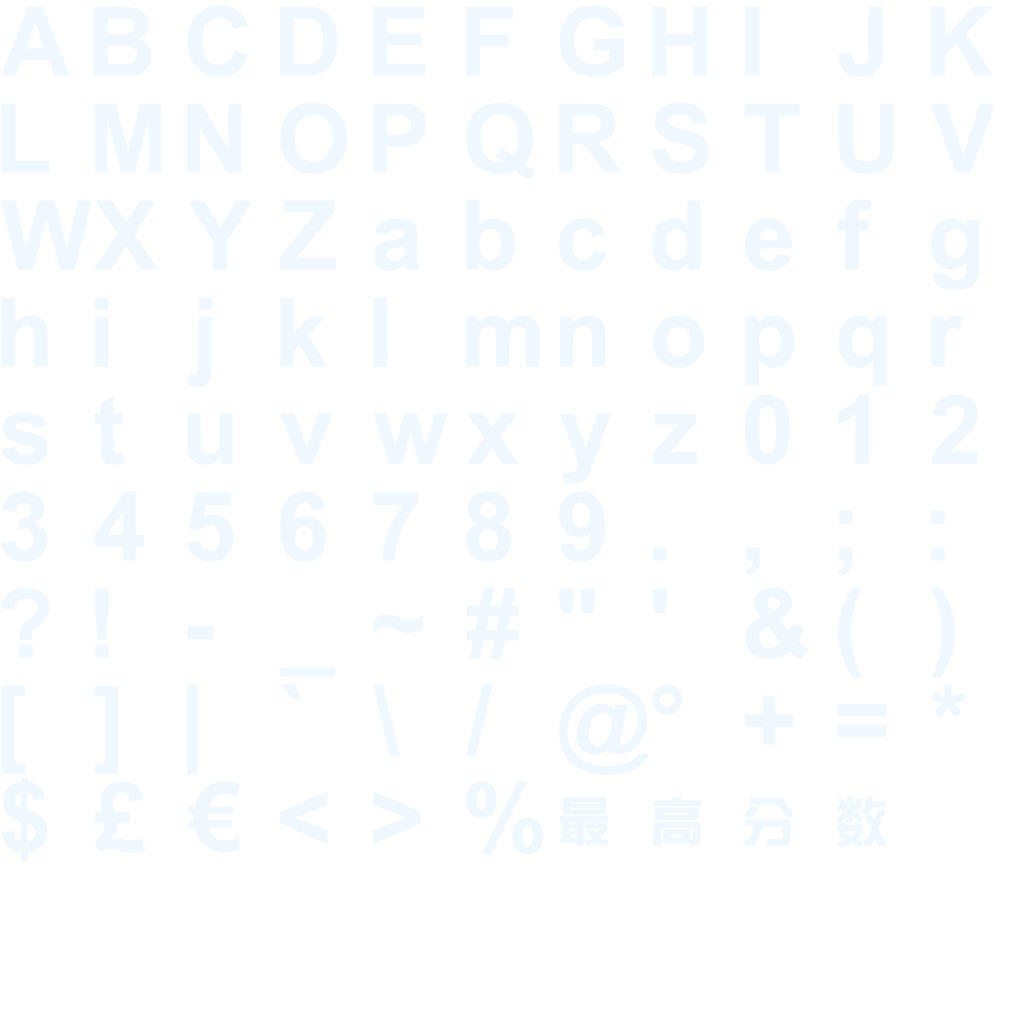 A B C D E F G H I J K
L M N O P Q R S T U V
W X Y Z a b c d e f g
h i j k l m n o p q r
s t u v w x y z 0 1 2
3 4 5 6 7 8 9 . , ; :
? ! - _ ~ # " ' & ( )
[ ] | ` \ / @ ° + = *
$ £ € < > % 最 高 分 数